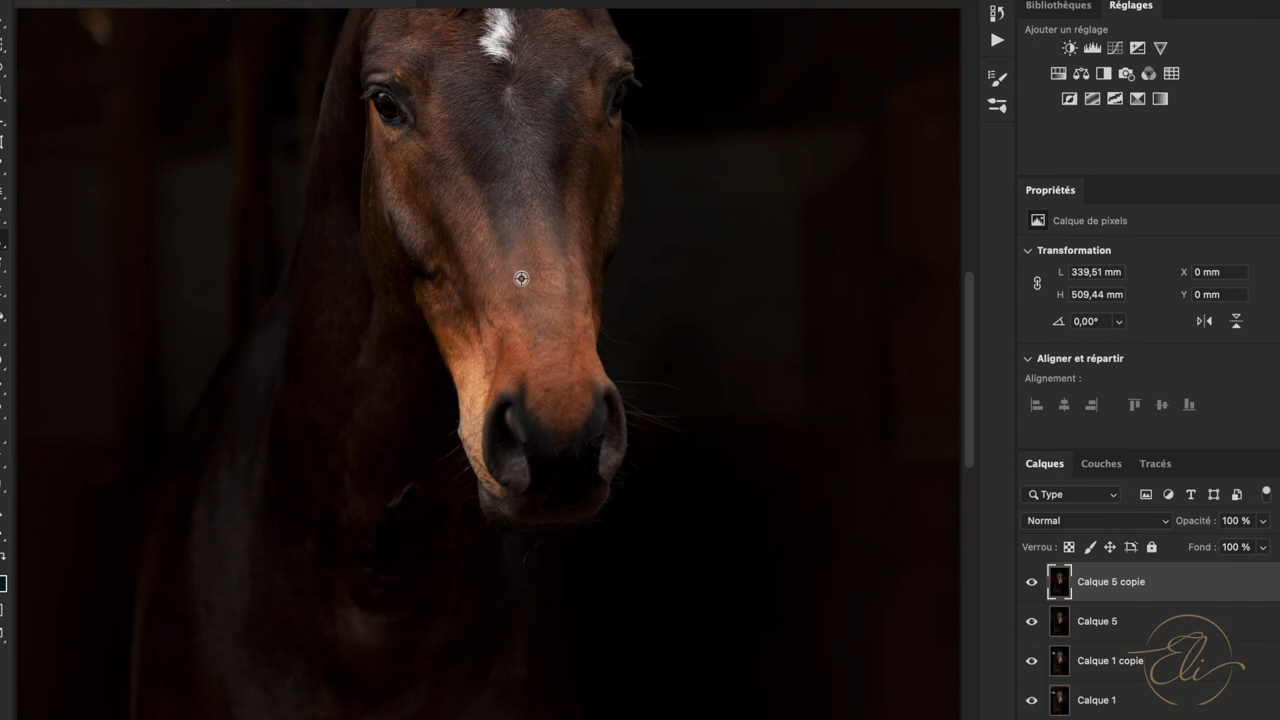 Bibliothèques Réglages
Ajouter un réglage
Propriétés
Calque de pixels
Transformation
L 339,51 mm X 0 mm
H 509,44 mm Y 0 mm
0,00°
Aligner et répartir
Alignement :
Calques Couches Tracés
Type
Normal Opacité : 100 %
Verrou : Fond : 100 %
Calque 5 copie
Calque 5
Calque 1 copie
Eli
Calque 1